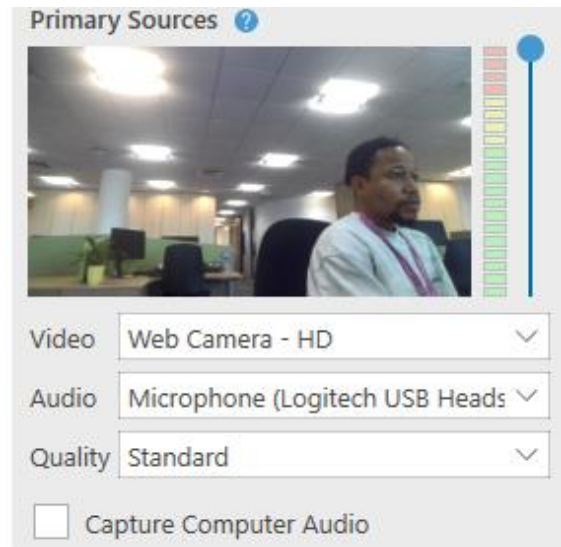 Primary Sources ?
Video Web Camera - HD
Audio Microphone (Logitech USB Heads
Quality Standard
Capture Computer Audio